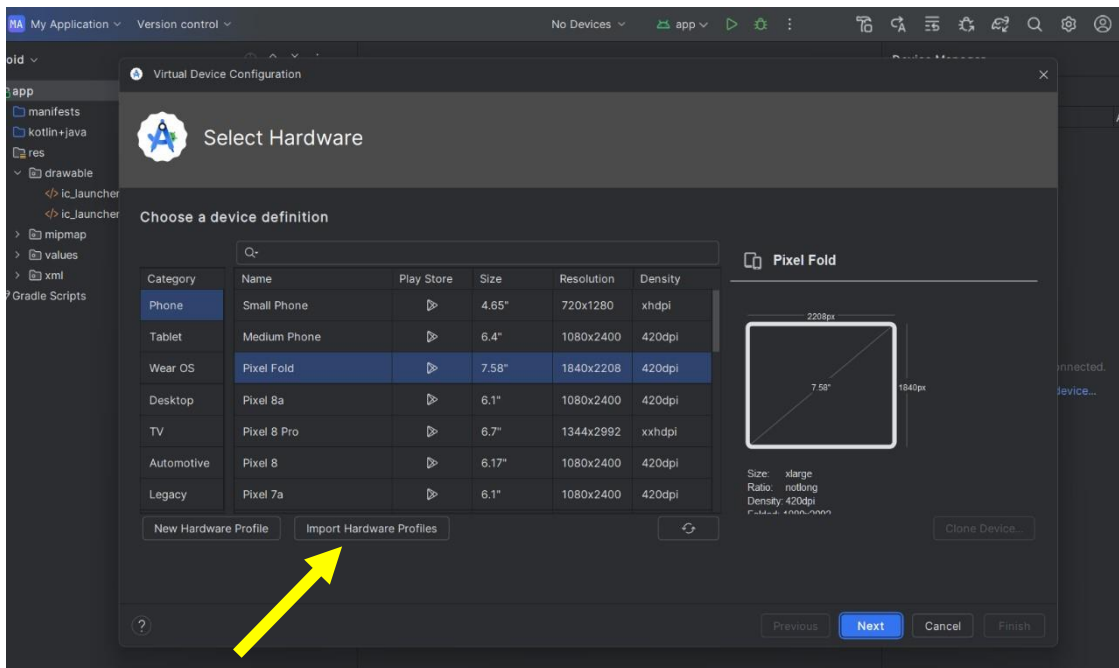 MA My Application Version control No Devices app
oid
app
manifests
kotlin+java
res
drawable
ic_launcher
ic_launcher
mipmap
values
xml
Gradle Scripts
Virtual Device Configuration
Select Hardware
Choose a device definition
Category Name Play Store Size Resolution Density
Phone Small Phone 4.65" 720x1280 xhdpi
Tablet Medium Phone 6.4" 1080x2400 420dpi
Wear OS Pixel Fold 7.58" 1840x2208 420dpi
Desktop Pixel 8a 6.1" 1080x2400 420dpi
TV Pixel 8 Pro 6.7" 1344x2992 xxhdpi
Automotive Pixel 8 6.17" 1080x2400 420dpi
Legacy Pixel 7a 6.1" 1080x2400 420dpi
New Hardware Profile Import Hardware Profiles
Pixel Fold
2208px
7.58"
1840px
Size: xlarge
Ratio: notlong
Density: 420dpi
Clone Device...
onnected.
device...
? Previous Next Cancel Finish